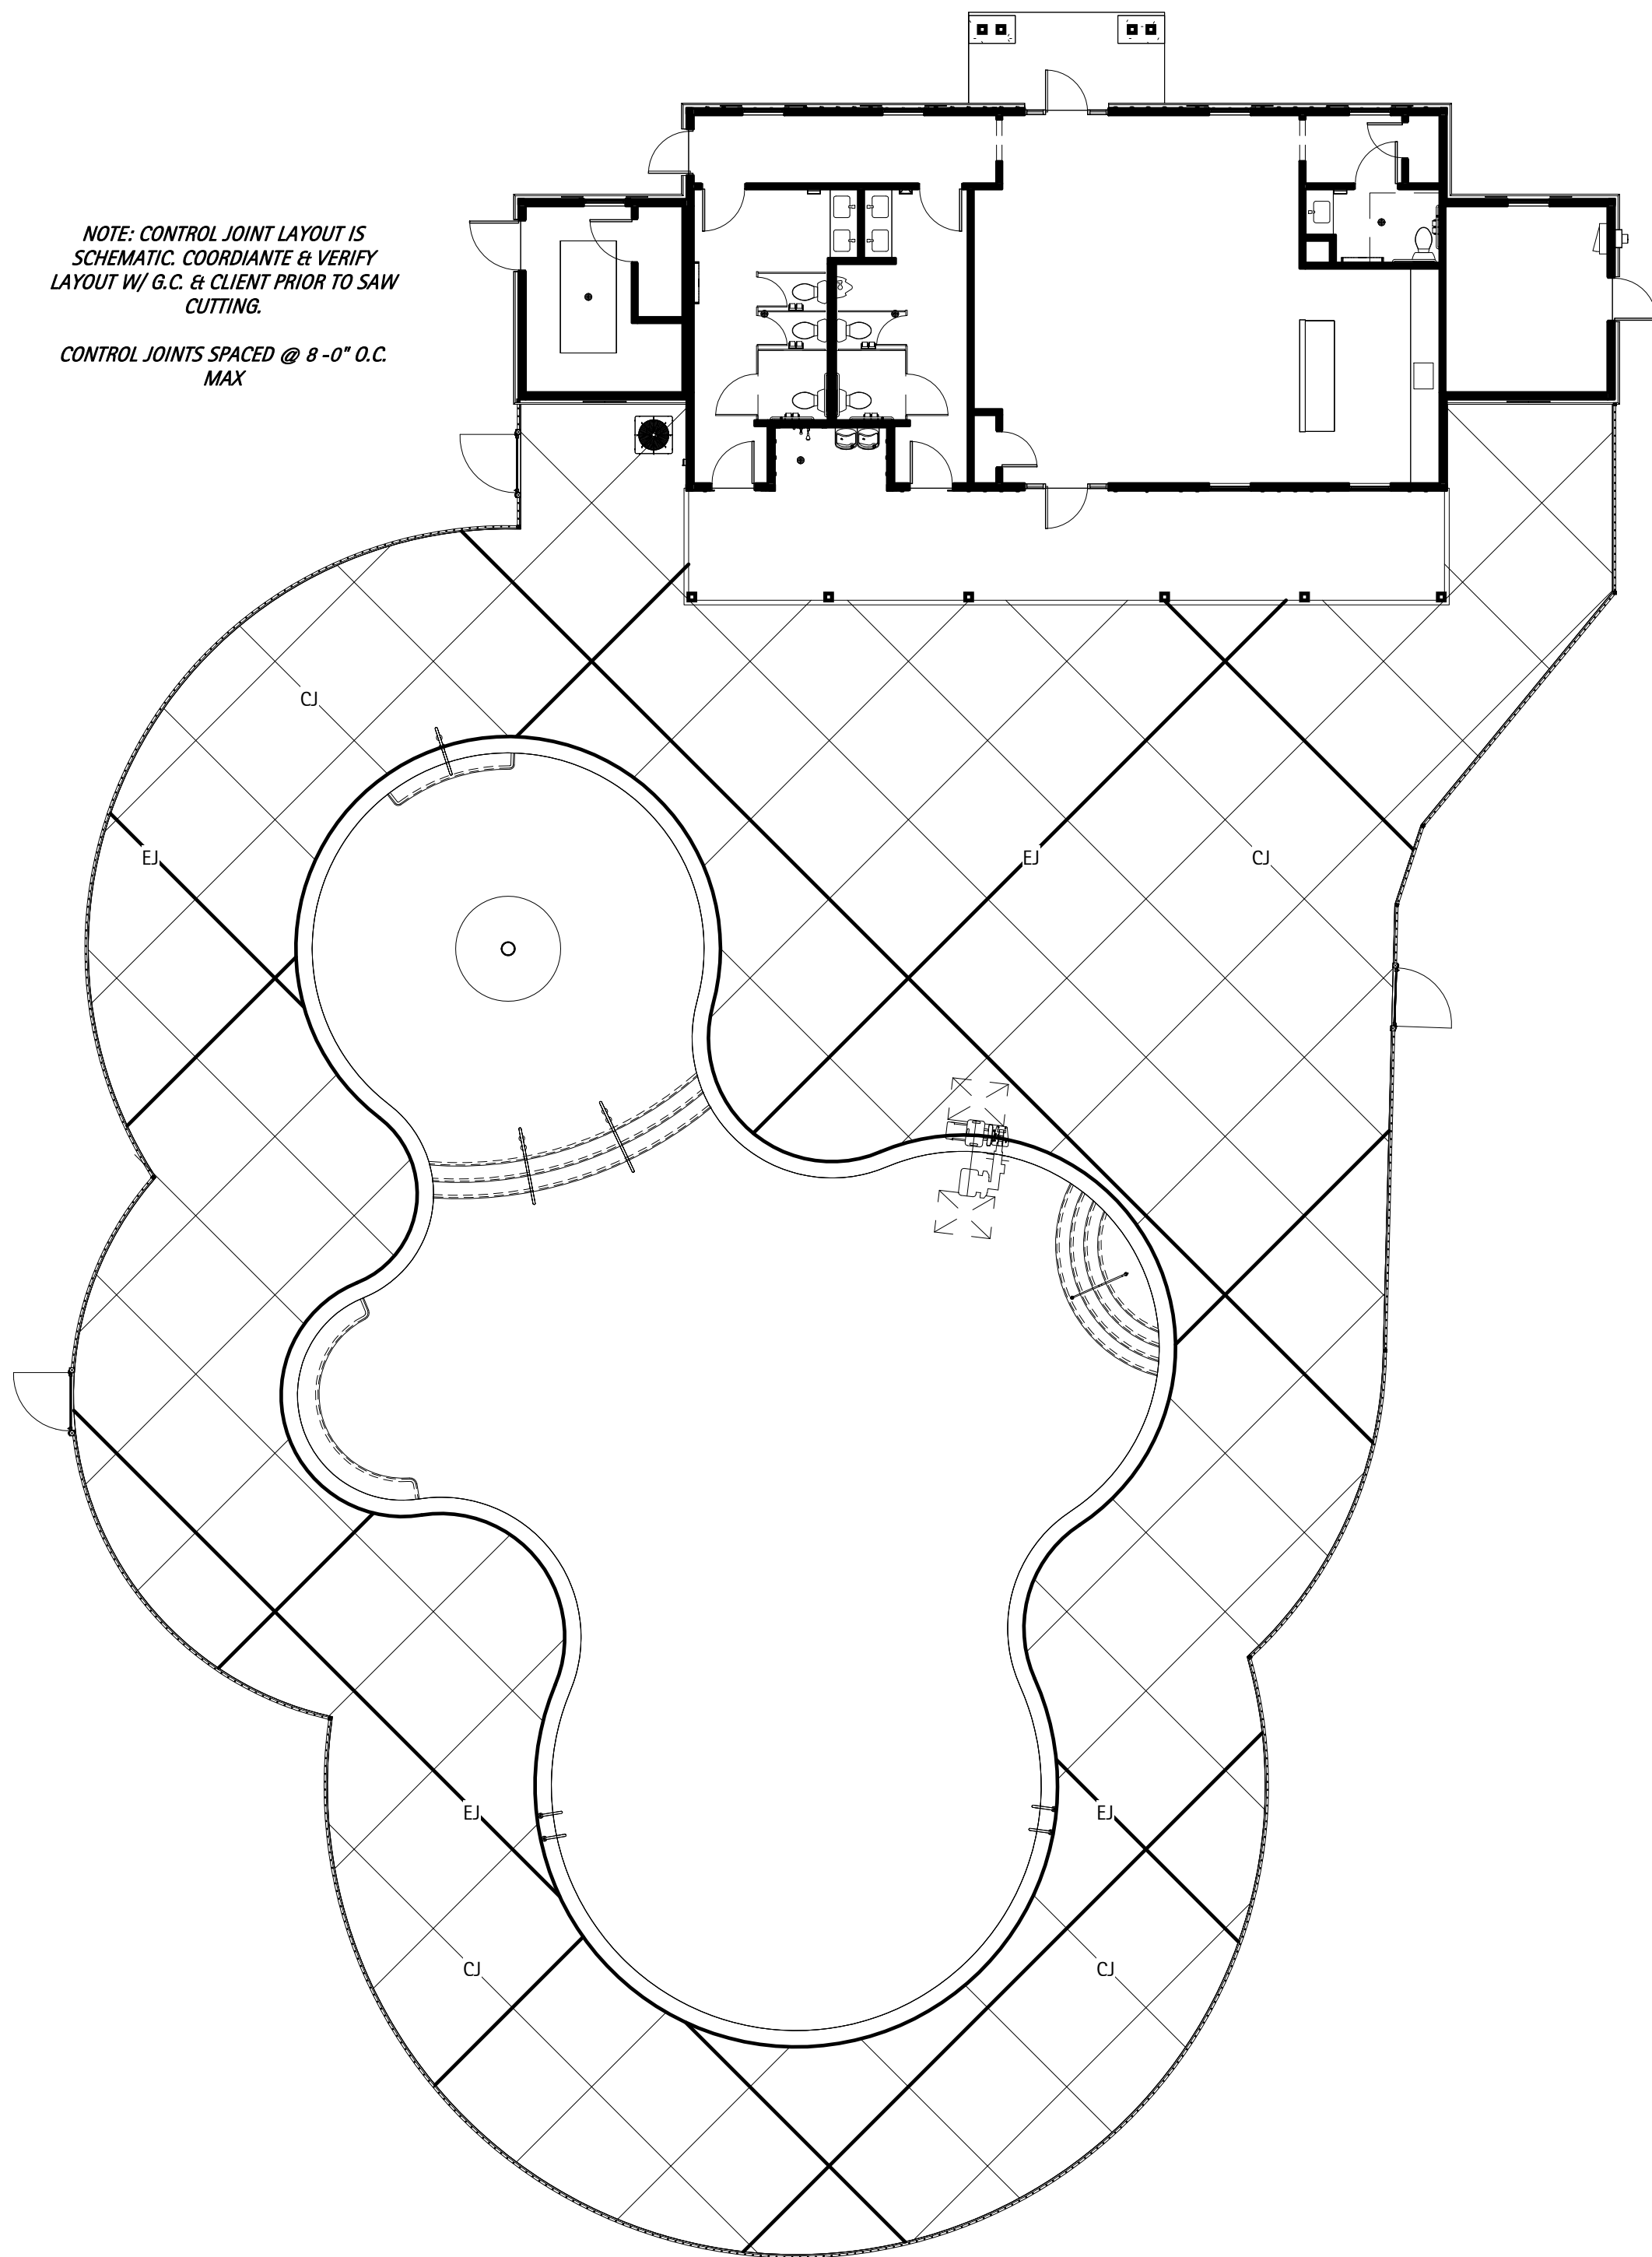 NOTE: CONTROL JOINT LAYOUT IS
SCHEMATIC. COORDIANTE & VERIFY
LAYOUT W/ G.C. & CLIENT PRIOR TO SAW
CUTTING.
CONTROL JOINTS SPACED @ 8 -0" O.C.
MAX
CJ
EJ
EJ
CJ
EJ
EJ
CJ
CJ